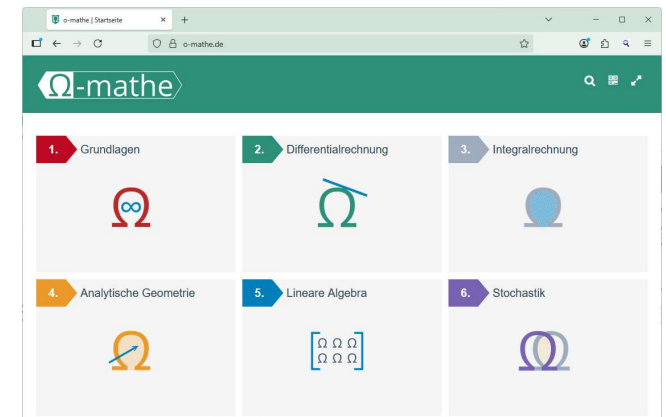 o-mathe | Startseite
o-mathe.de
Ω-mathe
1. Grundlagen
2. Differentialrechnung
3. Integralrechnung
∞
Ω
Ω
Ω
4. Analytische Geometrie
5. Lineare Algebra
6. Stochastik
Ω
Ω Ω Ω
Ω Ω Ω
Ω Ω